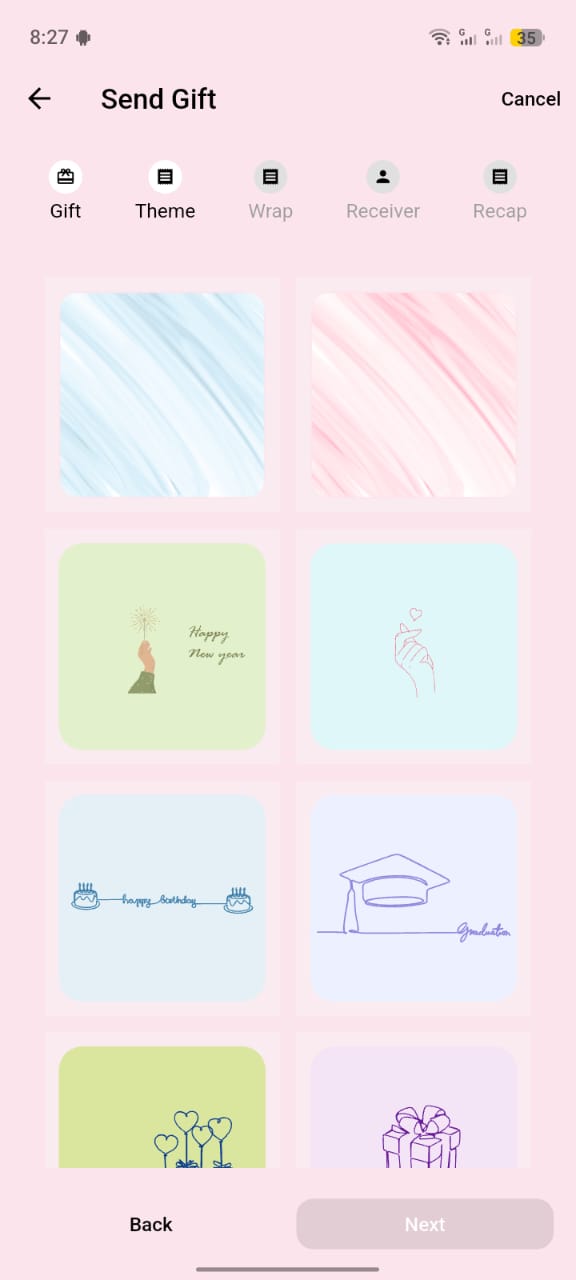 8:27
G G 35
Send Gift Cancel
Gift Theme Wrap Receiver Recap
Happy
New year
happy birthday
Graduation
Back Next